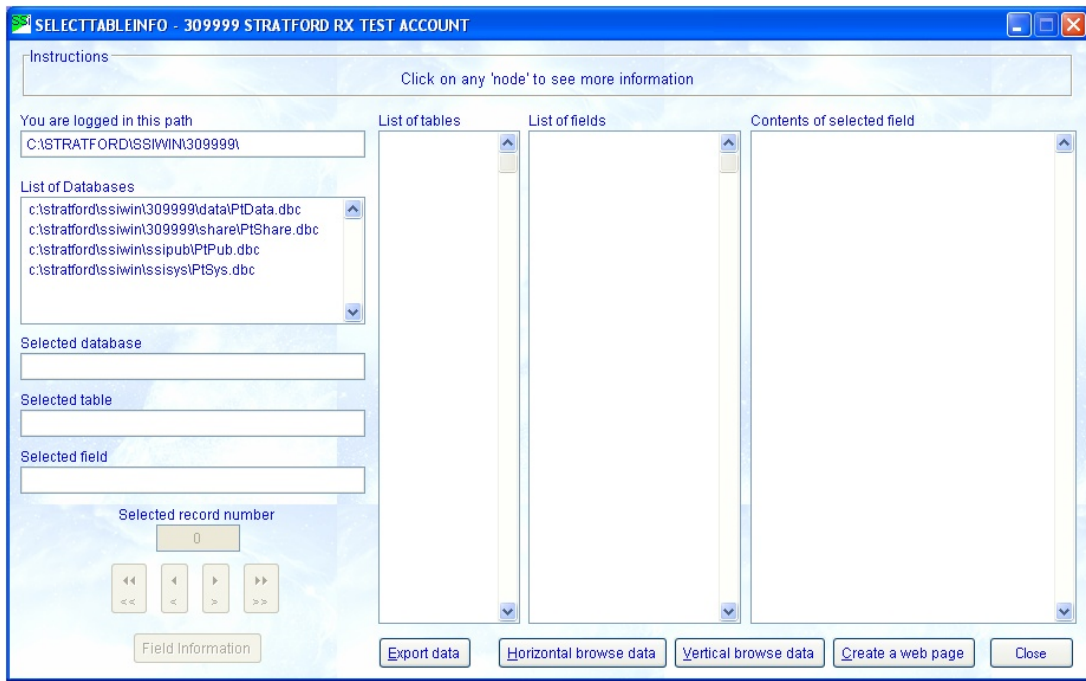 SSi SELECTTABLEINFO - 309999 STRATFORD RX TEST ACCOUNT
Instructions
Click on any 'node' to see more information
You are logged in this path
C:\STRATFORD\SSIWIN\309999\
List of Databases
c:\stratford\ssiwin\309999\data\PtData.dbc
c:\stratford\ssiwin\309999\share\PtShare.dbc
c:\stratford\ssiwin\ssipub\PtPub.dbc
c:\stratford\ssiwin\ssisys\PtSys.dbc
Selected database
Selected table
Selected field
Selected record number
0
<< < > >>
Field Information
List of tables
List of fields
Contents of selected field
Export data Horizontal browse data Vertical browse data Create a web page Close